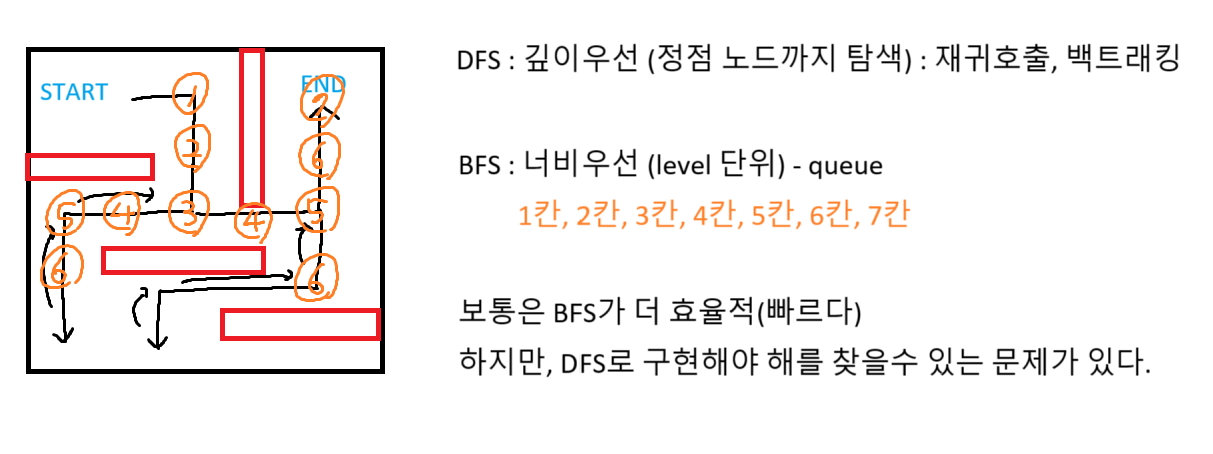 START
END
1
2
2
6
5
4
3
4
5
6
6
DFS : 깊이우선 (정점 노드까지 탐색) : 재귀호출, 백트래킹
BFS : 너비우선 (level 단위) - queue
1칸, 2칸, 3칸, 4칸, 5칸, 6칸, 7칸
보통은 BFS가 더 효율적(빠르다)
하지만, DFS로 구현해야 해를 찾을수 있는 문제가 있다.